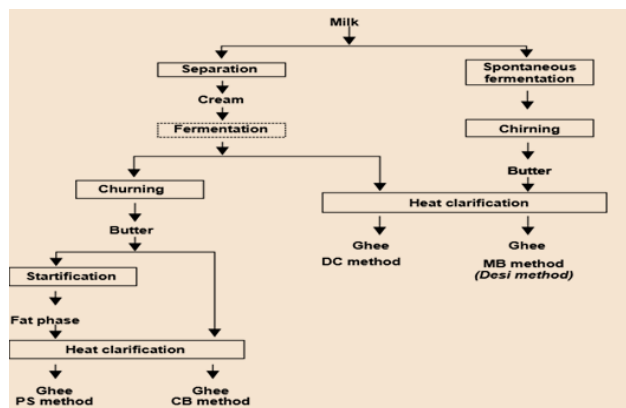 Milk
Separation
Spontaneous
fermentation
Cream
Fermentation
Chirning
Butter
Churning
Heat clarification
Butter
Ghee
DC method
Ghee
MB method
(Desi method)
Startification
Fat phase
Heat clarification
Ghee
PS method
Ghee
CB method